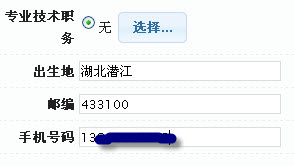 专业技术职
务 无 选择...
出生地 湖北潜江
邮编 433100
手机号码 13